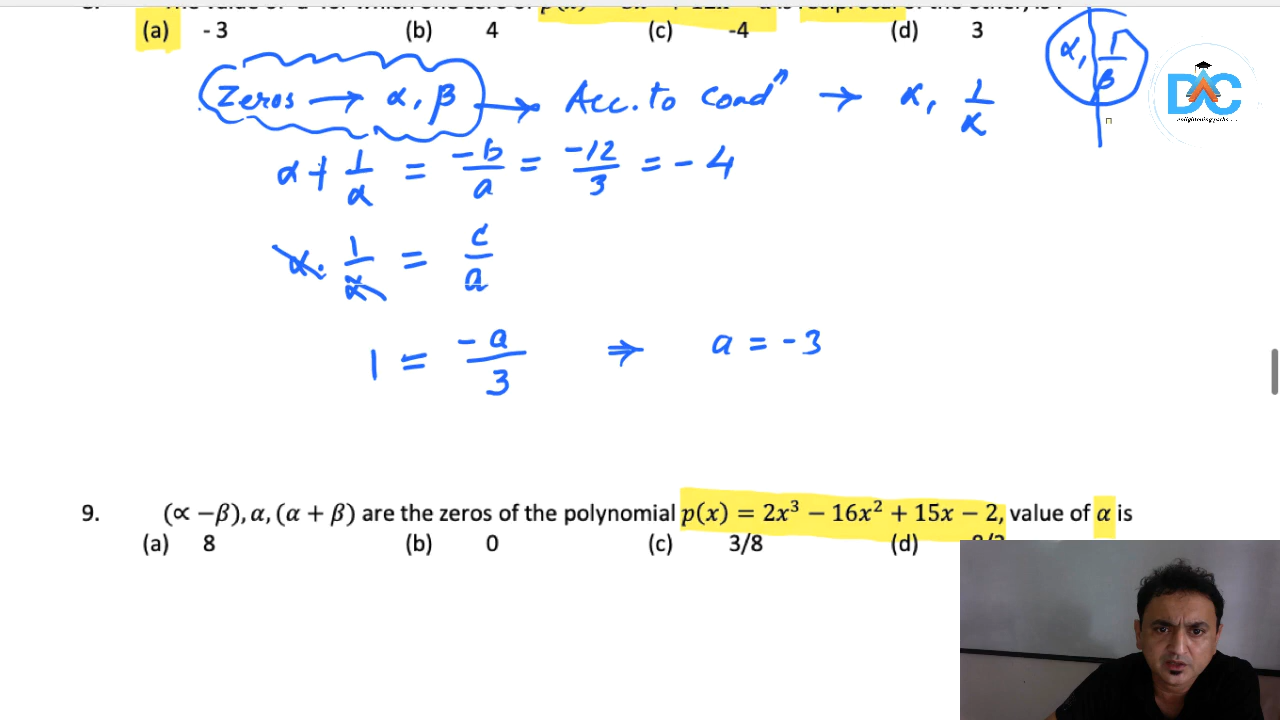 (a) - 3 (b) 4 (c) -4 (d) 3
α, 1/β
DAC
Zeros → α, β → Acc. to Condⁿ → α, 1/α
α + 1/α = -b/a = -12/3 = - 4
α · 1/α = c/a
1 = -a/3 ⇒ a = -3
9. (∝ −β), α, (α + β) are the zeros of the polynomial p(x) = 2x³ − 16x² + 15x − 2, value of α is
(a) 8 (b) 0 (c) 3/8 (d)